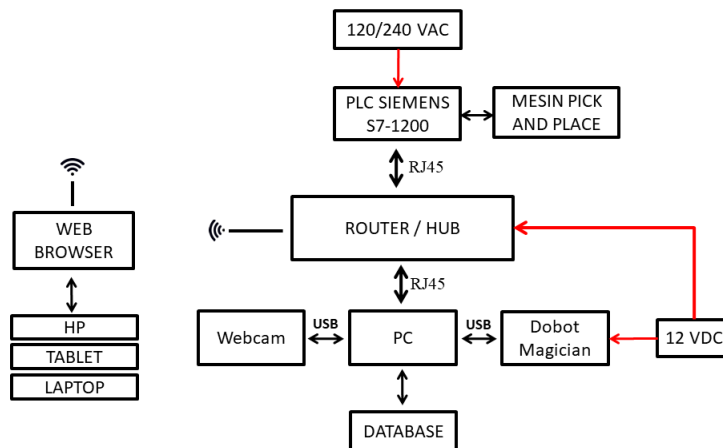 120/240 VAC
PLC SIEMENS
S7-1200
MESIN PICK
AND PLACE
RJ45
WEB
BROWSER
ROUTER / HUB
RJ45
HP
TABLET
LAPTOP
Webcam
USB
PC
USB
Dobot
Magician
12 VDC
DATABASE